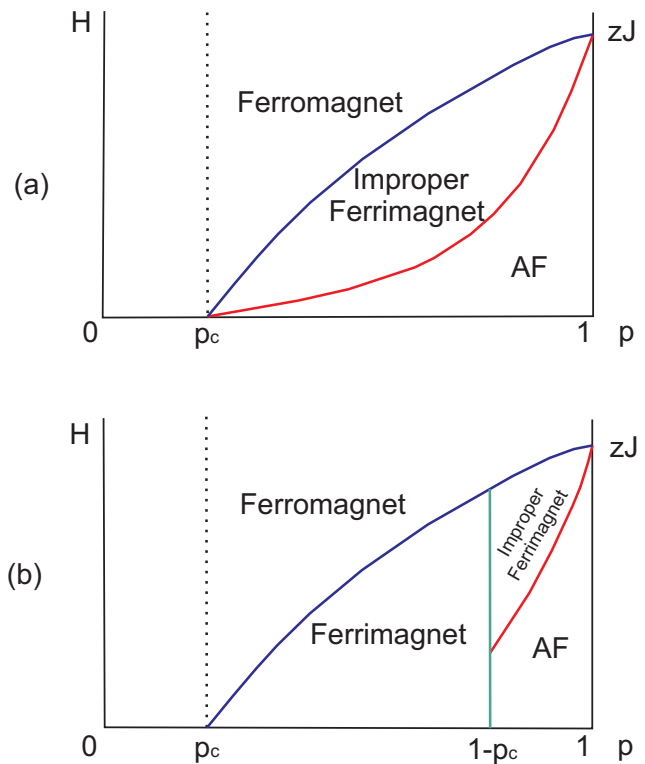 H
zJ
Ferromagnet
(a)
Improper
Ferrimagnet
AF
0
pc
1
p
H
zJ
Ferromagnet
Improper
Ferrimagnet
(b)
Ferrimagnet
AF
0
pc
1-pc
1
p